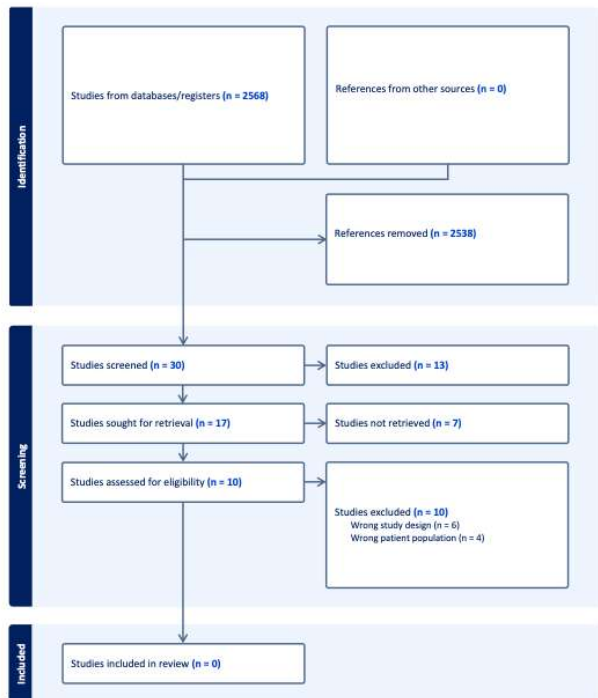 Identification
Studies from databases/registers (n = 2568)
References from other sources (n = 0)
References removed (n = 2538)
Screening
Studies screened (n = 30)
Studies excluded (n = 13)
Studies sought for retrieval (n = 17)
Studies not retrieved (n = 7)
Studies assessed for eligibility (n = 10)
Studies excluded (n = 10)
Wrong study design (n = 6)
Wrong patient population (n = 4)
Included
Studies included in review (n = 0)